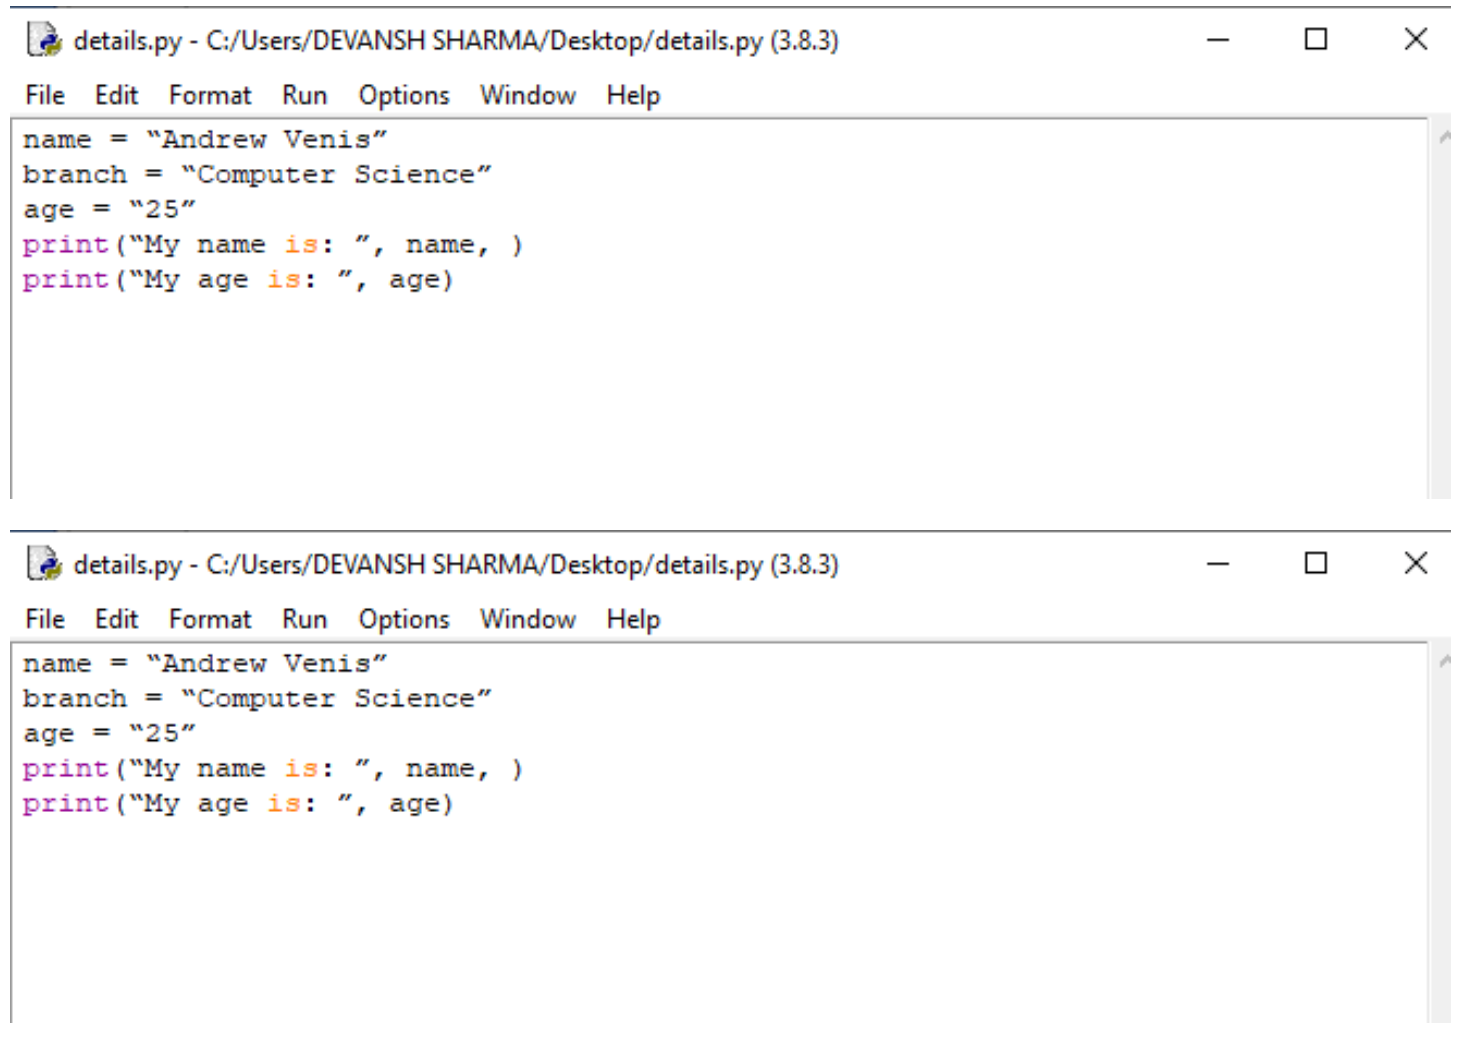 details.py - C:/Users/DEVANSH SHARMA/Desktop/details.py (3.8.3)
File Edit Format Run Options Window Help
name = “Andrew Venis”
branch = “Computer Science”
age = “25”
print(“My name is: ”, name, )
print(“My age is: ”, age)
details.py - C:/Users/DEVANSH SHARMA/Desktop/details.py (3.8.3)
File Edit Format Run Options Window Help
name = “Andrew Venis”
branch = “Computer Science”
age = “25”
print(“My name is: ”, name, )
print(“My age is: ”, age)